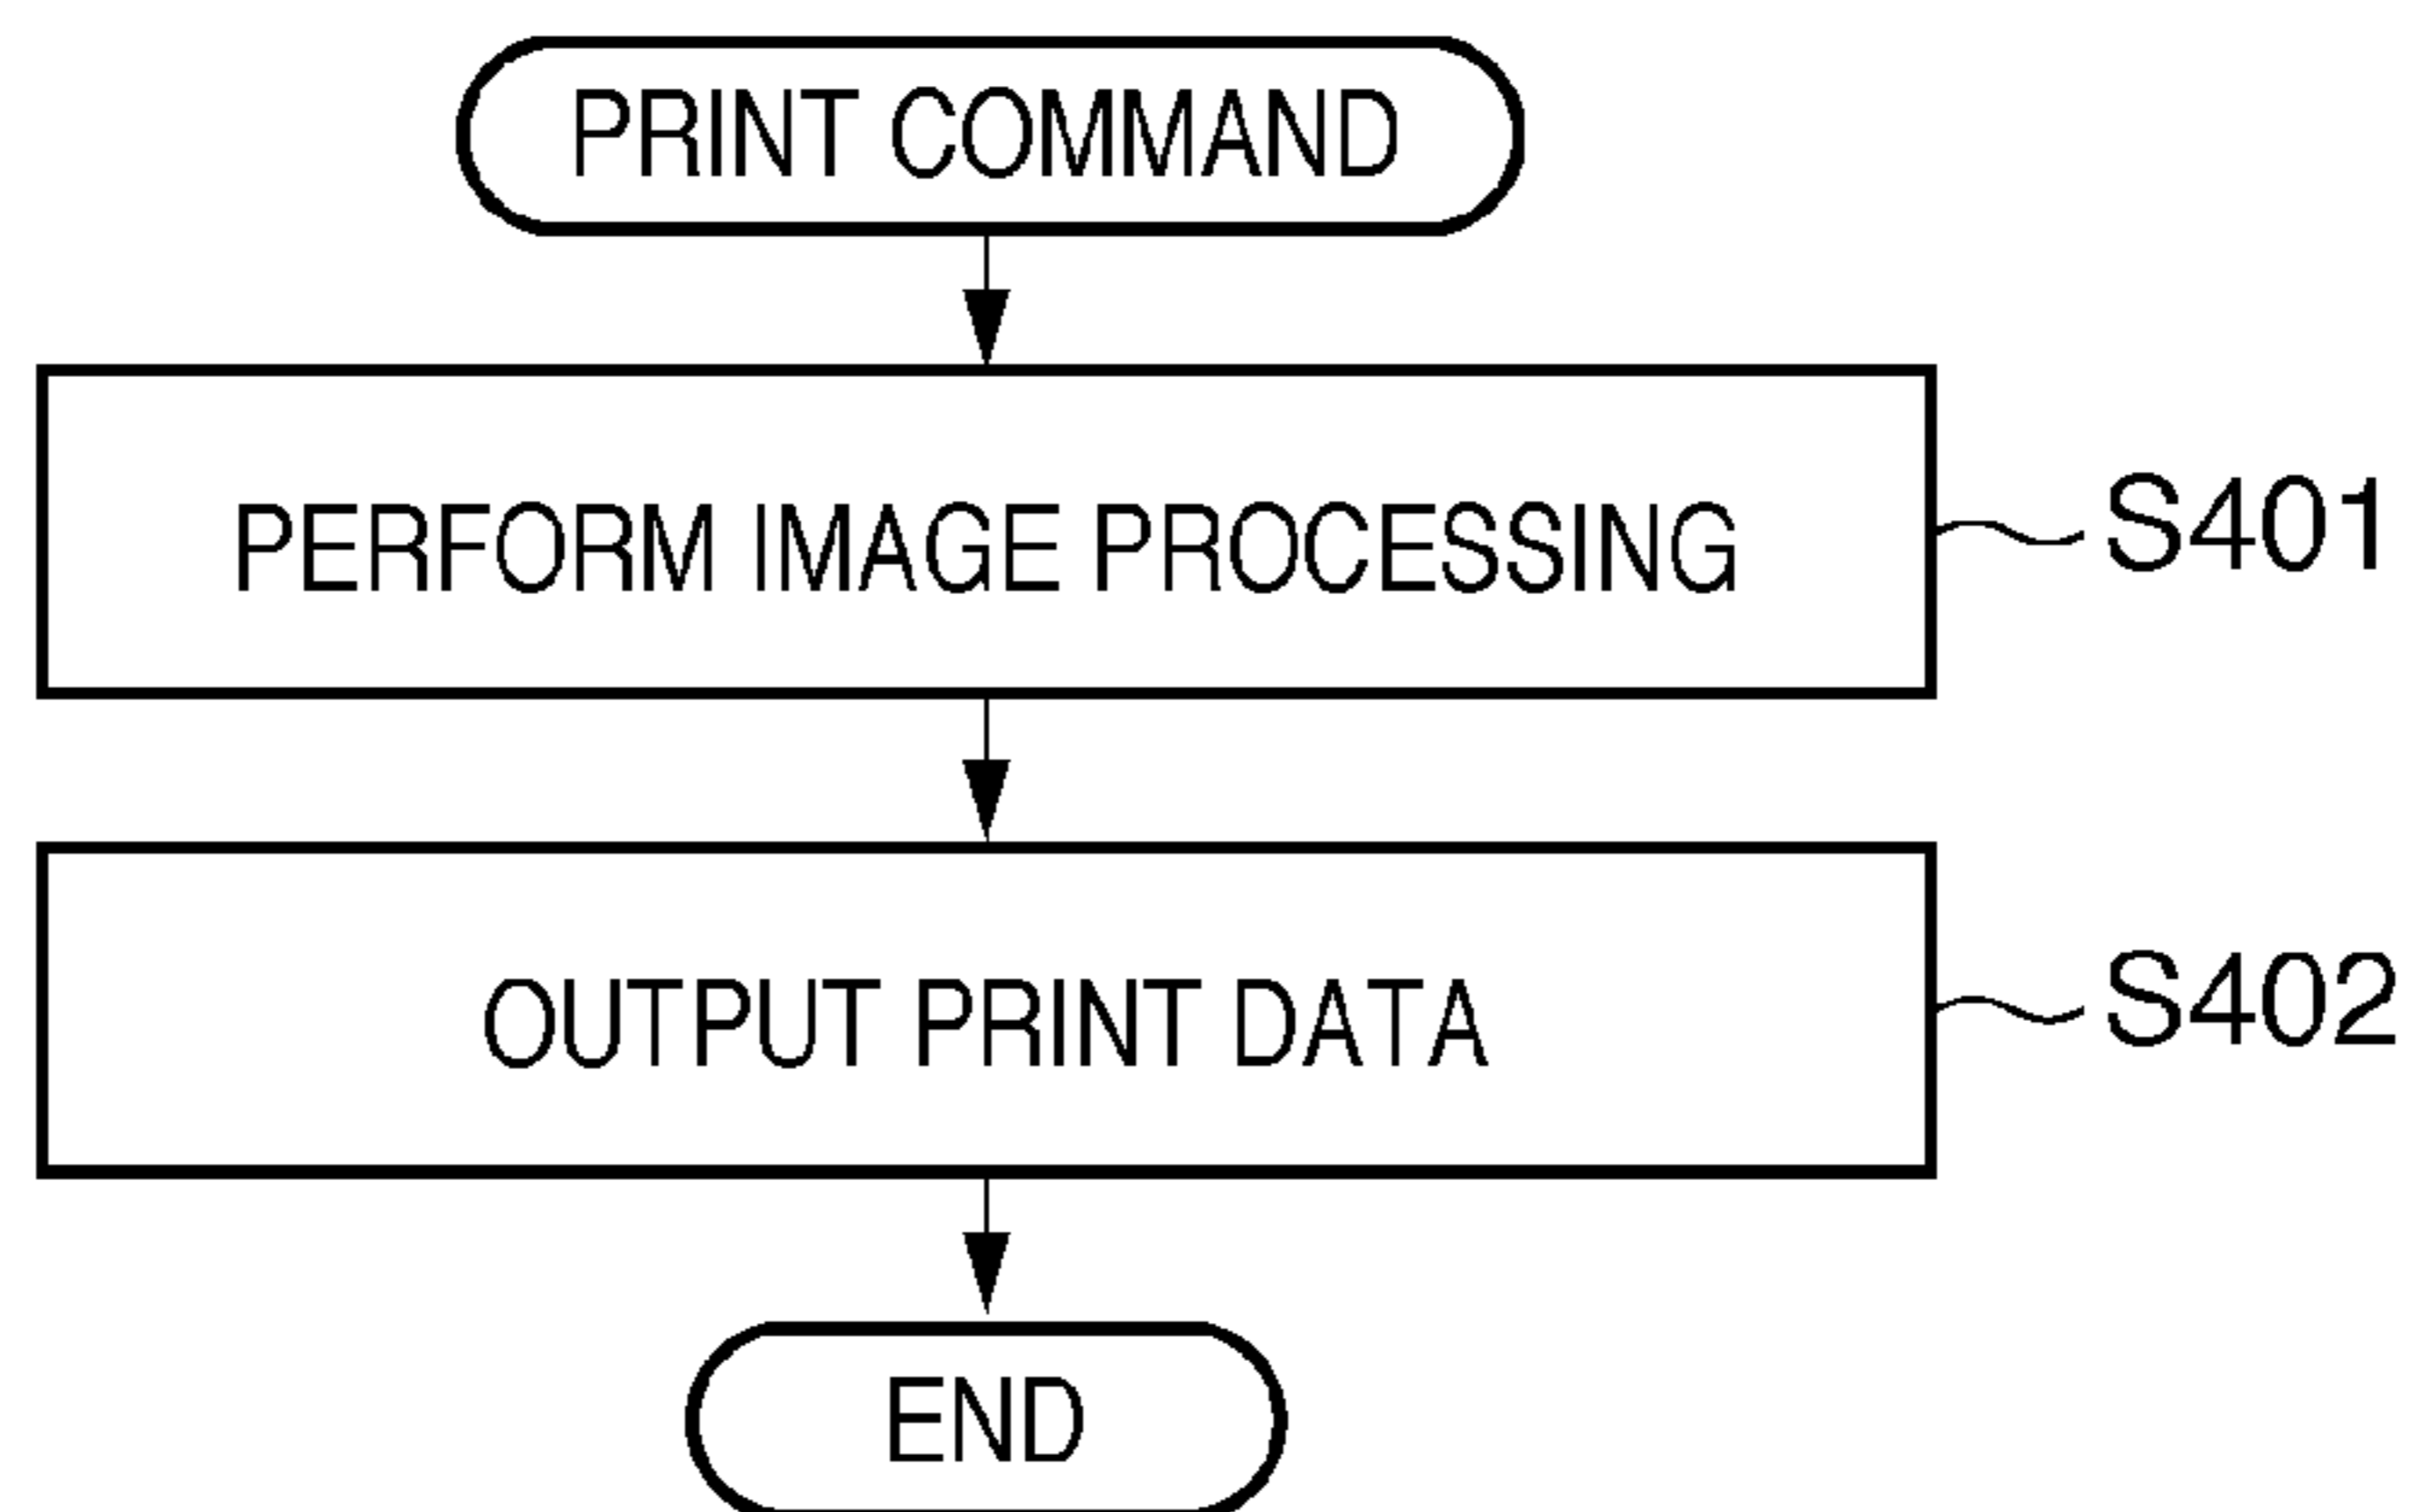 PRINT COMMAND
PERFORM IMAGE PROCESSING
S401
OUTPUT PRINT DATA
S402
END